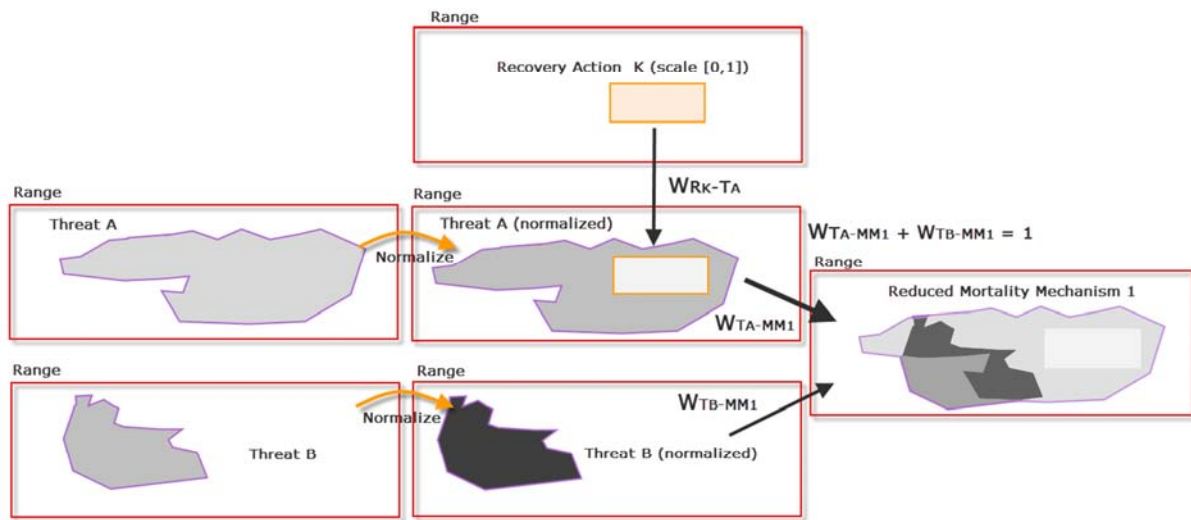 Range
Recovery Action K (scale [0,1])
WRK-TA
Range
Threat A
Normalize
Range
Threat A (normalized)
WTA-MM1
WTA-MM1 + WTB-MM1 = 1
Range
Reduced Mortality Mechanism 1
Range
Threat B
Normalize
Range
Threat B (normalized)
WTB-MM1